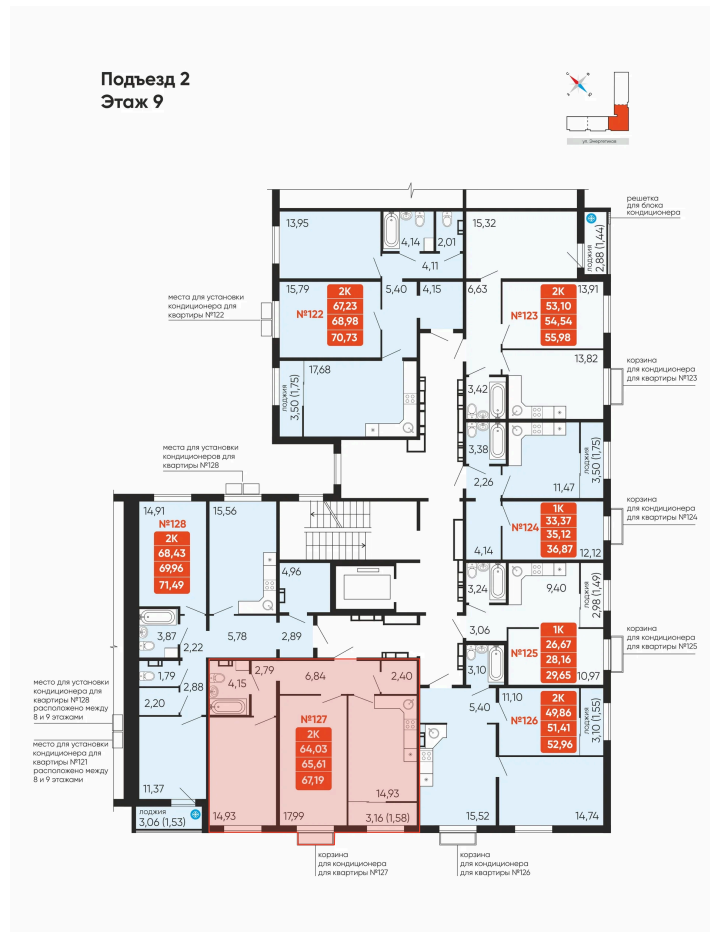 Подъезд 2
Этаж 9
ул. Энергетиков
решетка
для блока
кондиционера
13,95
4,14
2,01
4,11
15,32
лоджия
2,88 (1,44)
15,79
№122
2К
67,23
68,98
70,73
5,40
4,15
6,63
№123
2К
53,10
54,54
55,98
13,91
места для установки
кондиционера для
квартиры №122
17,68
лоджия
3,50 (1,75)
3,42
13,82
корзина
для кондиционера
для квартиры №123
места для установки
кондиционеров для
квартиры №128
3,38
2,26
11,47
лоджия
3,50 (1,75)
14,91
№128
2К
68,43
69,96
71,49
15,56
4,96
4,14
№124
1К
33,37
35,12
36,87
12,12
корзина
для кондиционера
для квартиры №124
3,24
9,40
лоджия
2,98 (1,49)
3,87
2,22
5,78
2,89
3,06
№125
1К
26,67
28,16
29,65
10,97
корзина
для кондиционера
для квартиры №125
1,79
2,88
2,20
4,15
2,79
6,84
2,40
3,10
5,40
11,10
№126
2К
49,86
51,41
52,96
лоджия
3,10 (1,55)
место для установки
кондиционера для
квартиры №128
расположено между
8 и 9 этажами
место для установки
кондиционера для
квартиры №121
расположено между
8 и 9 этажами
№127
2К
64,03
65,61
67,19
11,37
лоджия
3,06 (1,53)
14,93
17,99
14,93
3,16 (1,58)
15,52
14,74
корзина
для кондиционера
для квартиры №127
корзина
для кондиционера
для квартиры №126